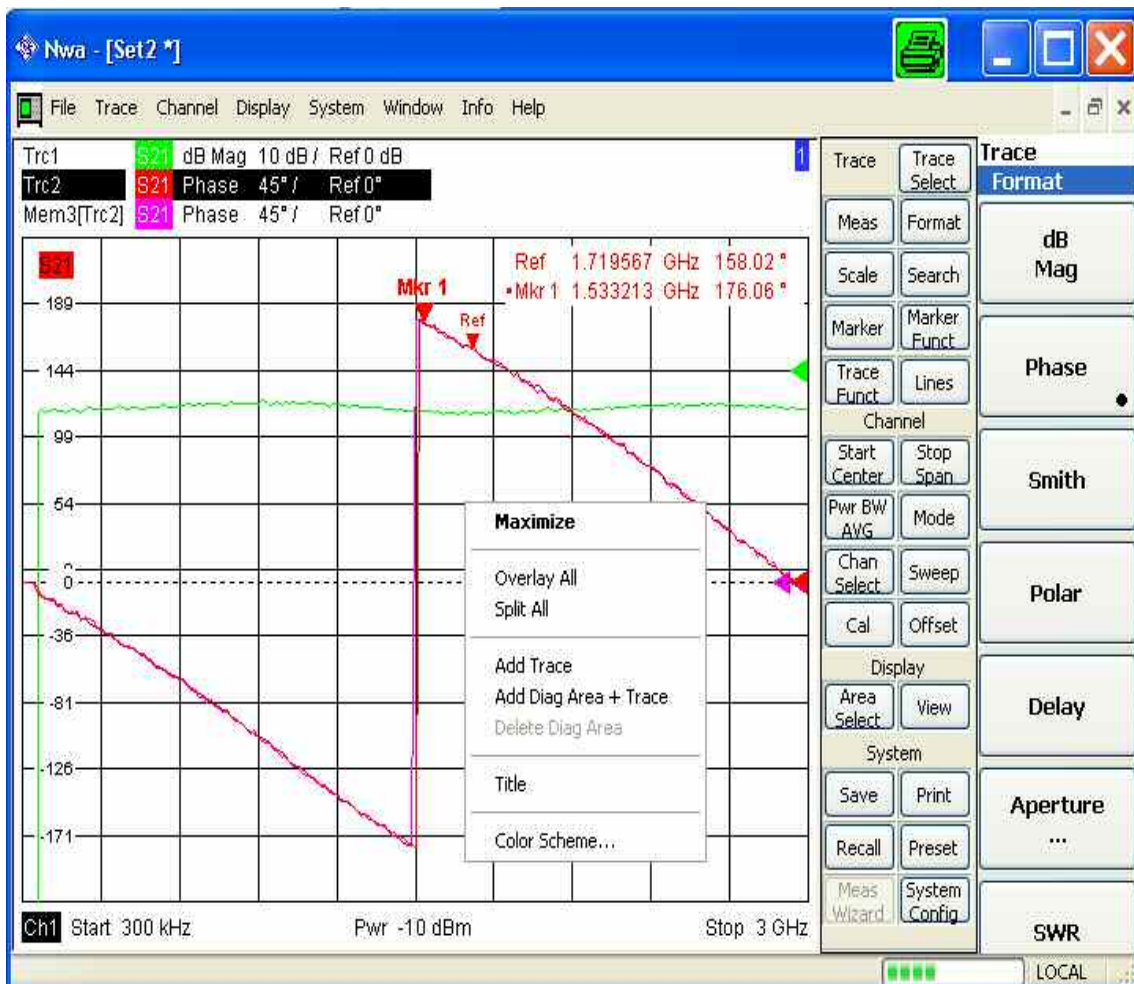 Nwa - [Set2 *]
File Trace Channel Display System Window Info Help
Trc1 S21 dB Mag 10 dB / Ref 0 dB
1
Trc2 S21 Phase 45° / Ref 0°
Mem3[Trc2] S21 Phase 45° / Ref 0°
S21
Ref 1.719567 GHz 158.02 °
•Mkr 1 1.533213 GHz 176.06 °
Mkr 1
Ref
189
144
99
54
0
-36
-81
-126
-171
Maximize
Overlay All
Split All
Add Trace
Add Diag Area + Trace
Delete Diag Area
Title
Color Scheme...
Ch1 Start 300 kHz Pwr -10 dBm Stop 3 GHz
Trace
Trace Select
Meas
Format
Scale
Search
Marker
Marker Funct
Trace Funct
Lines
Channel
Start Center
Stop Span
Pwr BW AVG
Mode
Chan Select
Sweep
Cal
Offset
Display
Area Select
View
System
Save
Print
Recall
Preset
Meas Wizard
System Config
Trace
Format
dB
Mag
Phase
Smith
Polar
Delay
Aperture
...
SWR
LOCAL